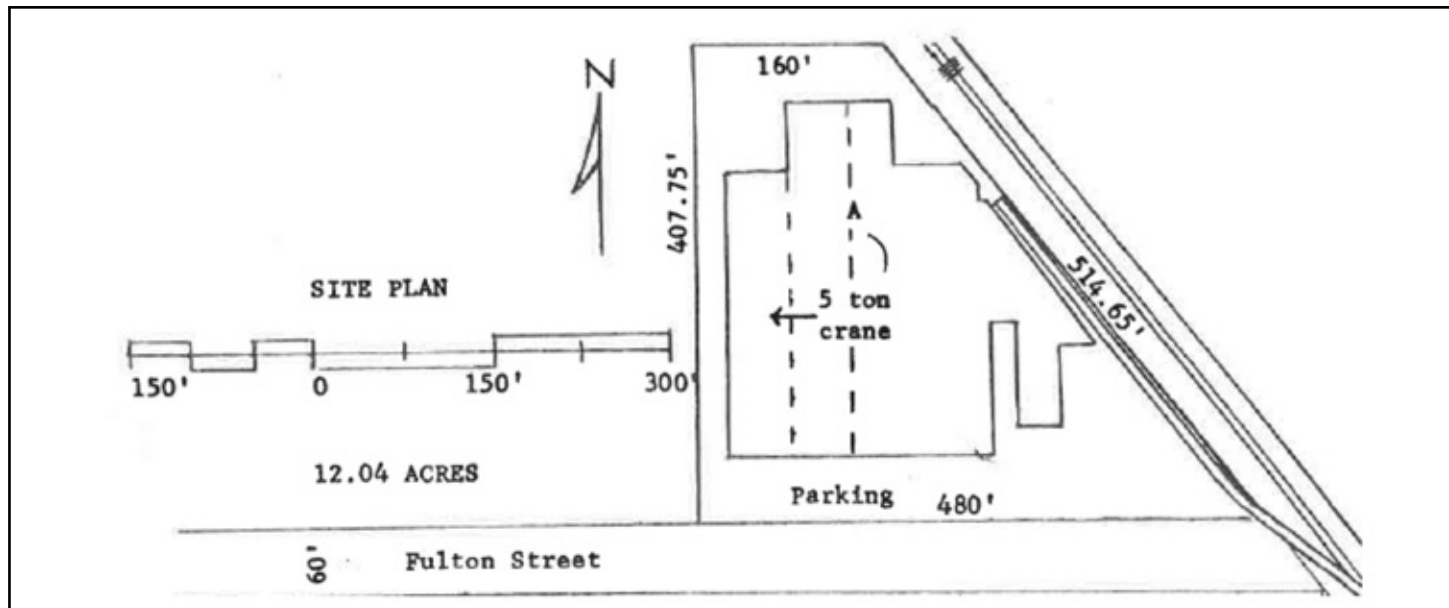 N
160'
407.75'
A
514.65'
5 ton
crane
SITE PLAN
150' 0 150' 300'
12.04 ACRES
Parking 480'
60'
Fulton Street